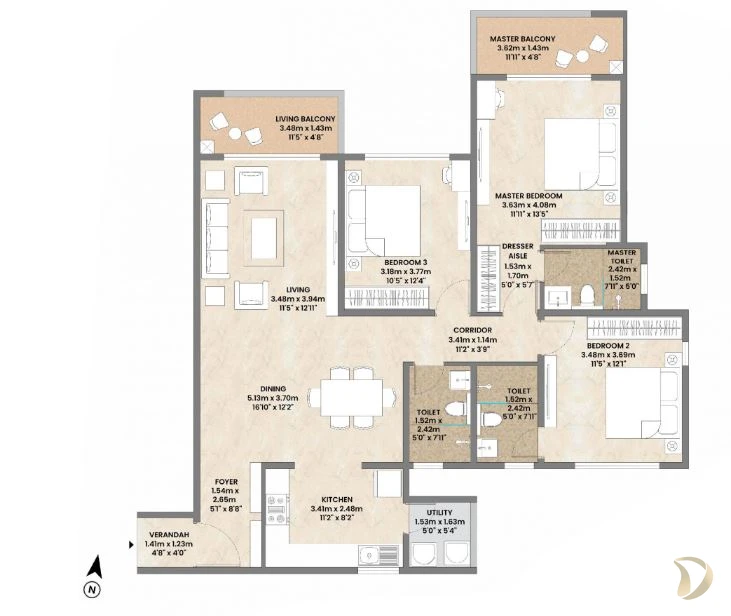 MASTER BALCONY
3.62m x 1.43m
11'11" x 4'8"
LIVING BALCONY
3.48m x 1.43m
11'5" x 4'8"
MASTER BEDROOM
3.63m x 4.08m
11'11" x 13'5"
BEDROOM 3
3.18m x 3.77m
10'5" x 12'4"
DRESSER
AISLE
1.53m x
1.70m
5'0" x 5'7"
MASTER
TOILET
2.42m x
1.52m
7'11" x 5'0"
LIVING
3.48m x 3.94m
11'5" x 12'11"
CORRIDOR
3.41m x 1.14m
11'2" x 3'9"
BEDROOM 2
3.48m x 3.69m
11'5" x 12'1"
DINING
5.13m x 3.70m
16'10" x 12'2"
TOILET
1.52m x
2.42m
5'0" x 7'11"
TOILET
1.52m x
2.42m
5'0" x 7'11"
FOYER
1.54m x
2.65m
5'1" x 8'8"
KITCHEN
3.41m x 2.48m
11'2" x 8'2"
UTILITY
1.53m x 1.63m
5'0" x 5'4"
VERANDAH
1.41m x 1.23m
4'8" x 4'0"
N